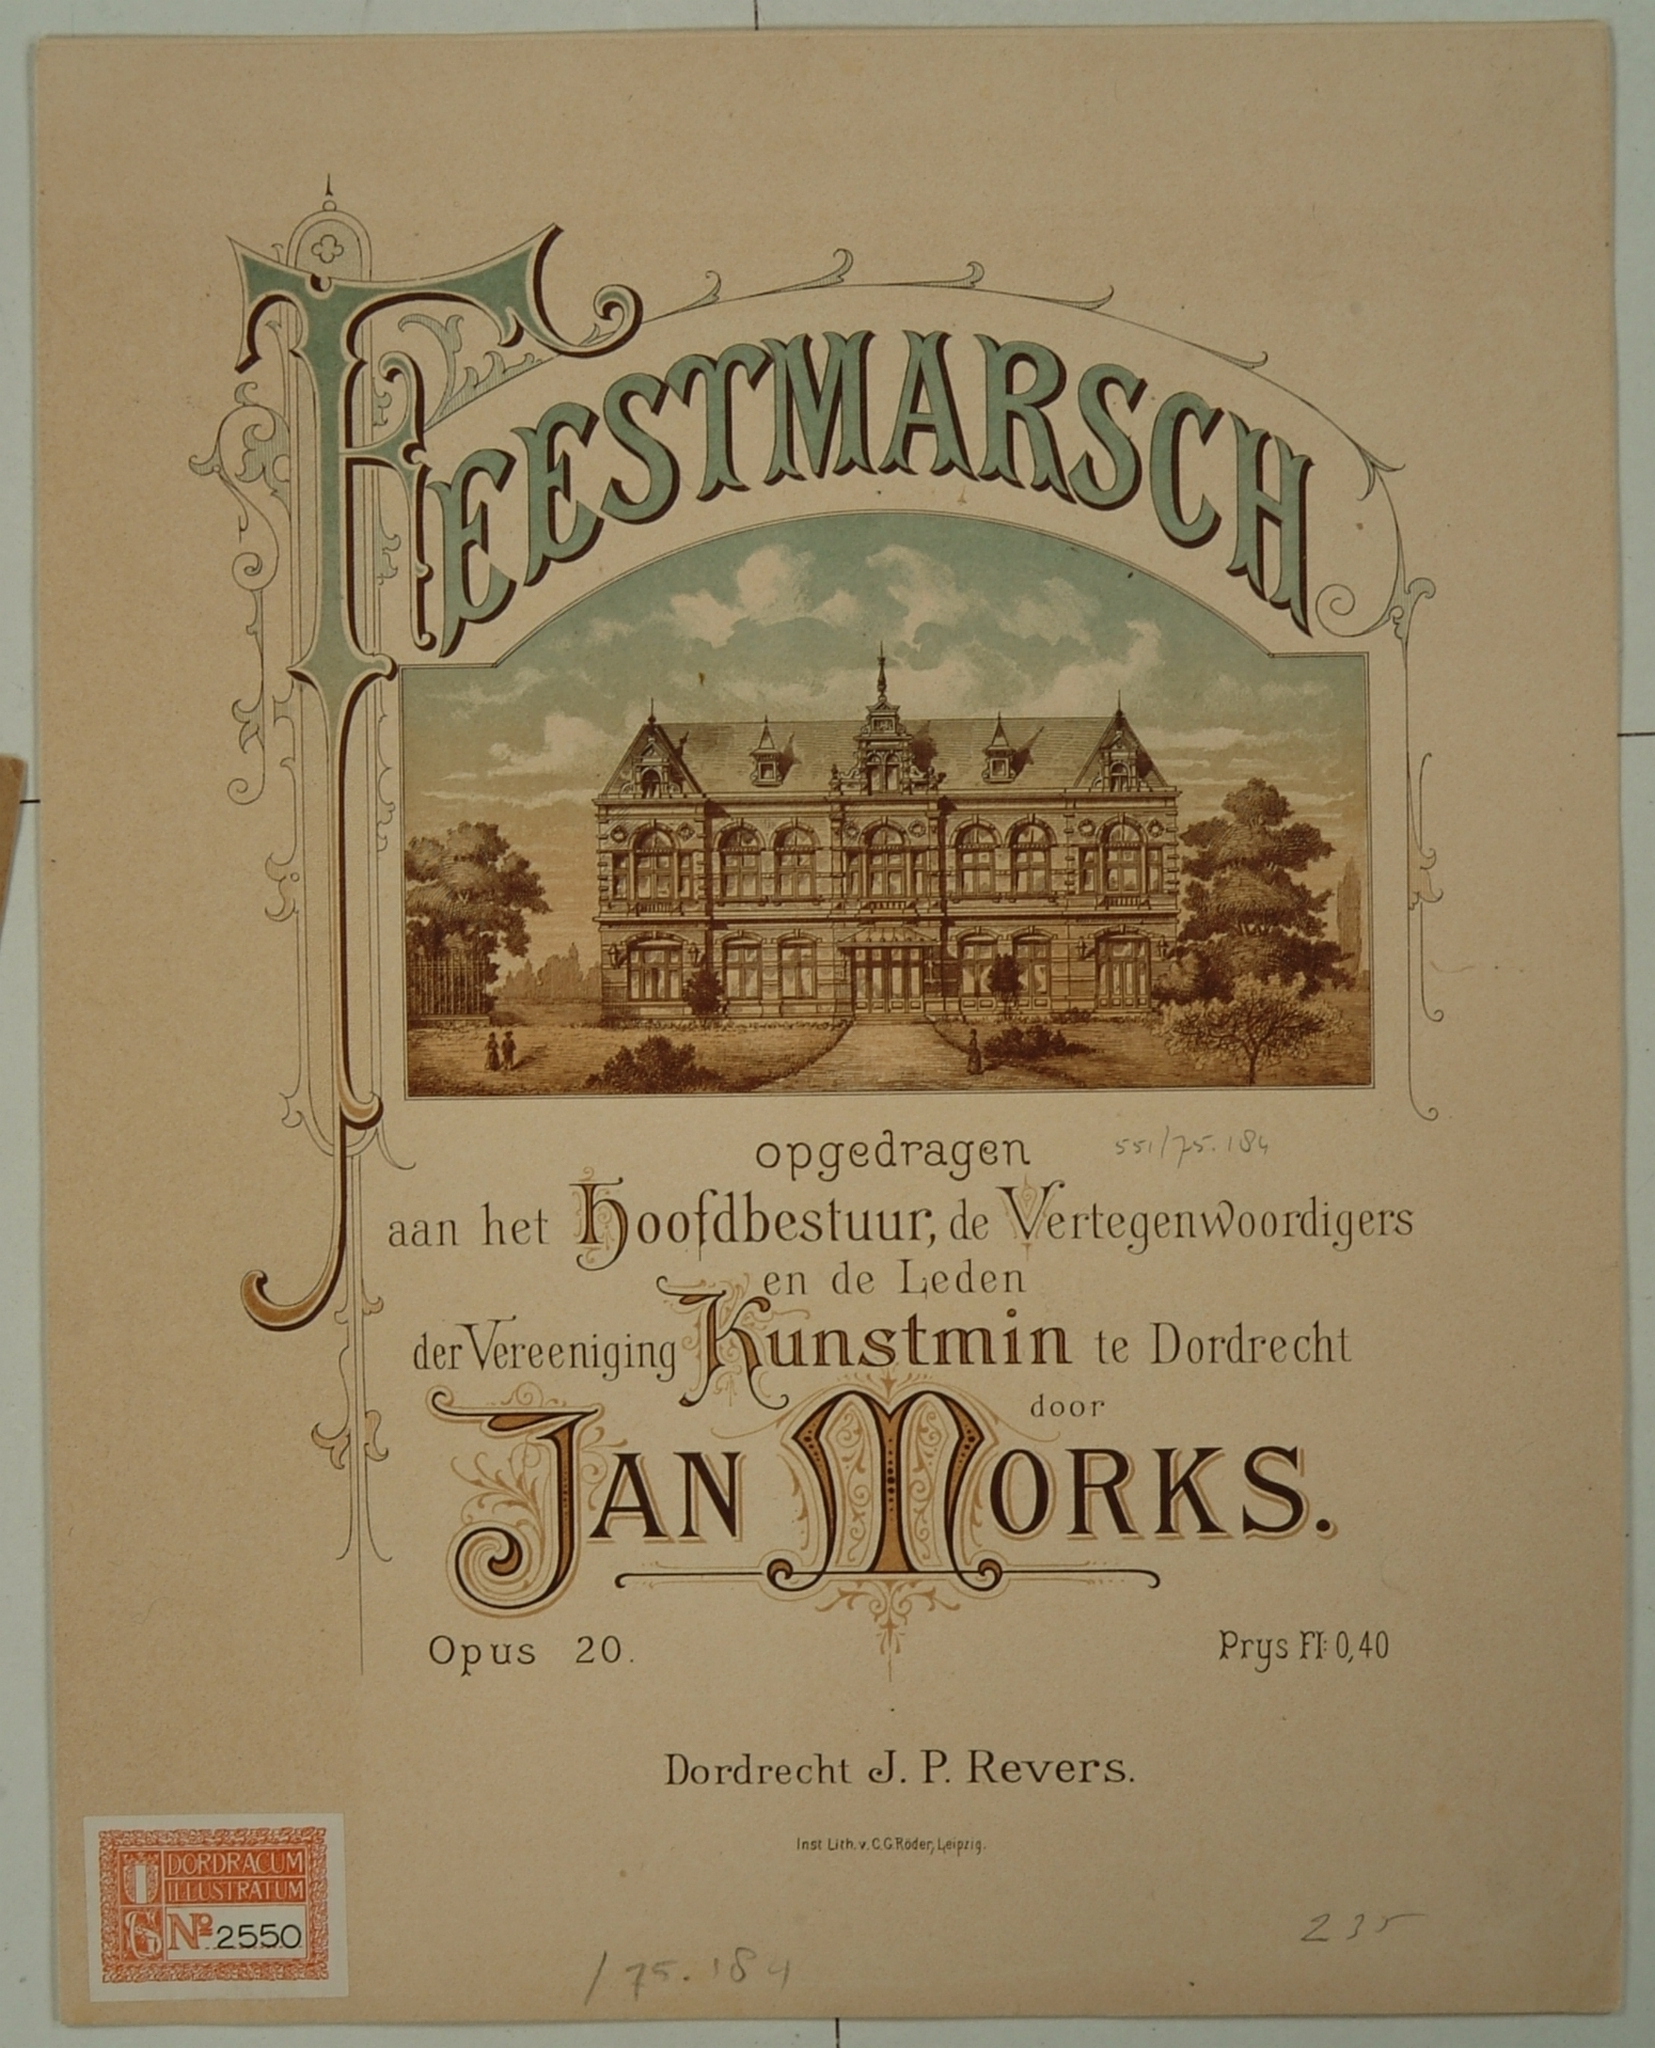 FEESTMARSCH
opgedragen
551/75.184
aan het Hoofdbestuur, de Vertegenwoordigers
en de Leden
der Vereeniging Kunstmin te Dordrecht
door
JAN MORKS.
Opus 20.
Prys Fl: 0,40
Dordrecht J. P. Revers.
Inst Lith. v. C. G. Röder, Leipzig.
DORDRACUM
ILLUSTRATUM
No 2550
235
/75.184